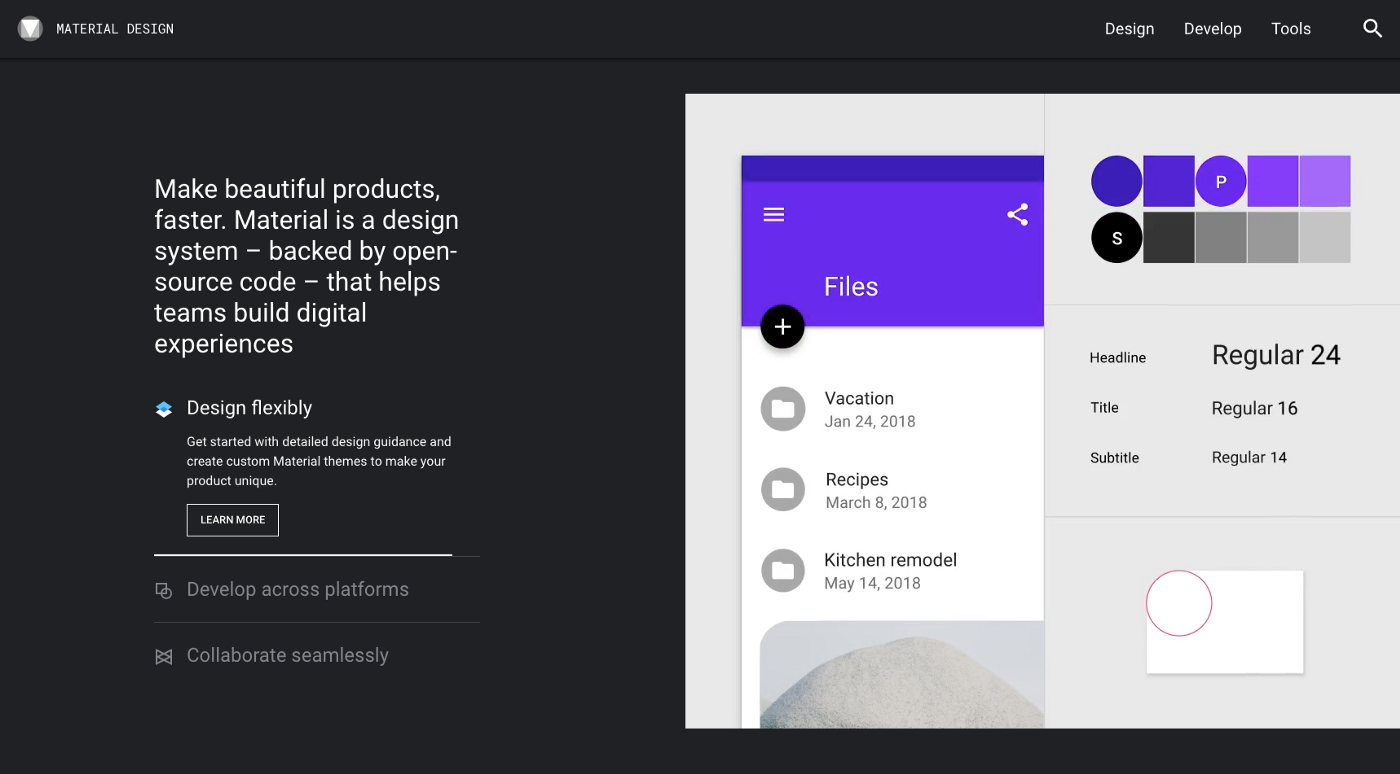 MATERIAL DESIGN
Design
Develop
Tools
Make beautiful products,
faster. Material is a design
system – backed by open-
source code – that helps
teams build digital
experiences
Design flexibly
Get started with detailed design guidance and
create custom Material themes to make your
product unique.
LEARN MORE
Develop across platforms
Collaborate seamlessly
Files
Vacation
Jan 24, 2018
Recipes
March 8, 2018
Kitchen remodel
May 14, 2018
P
S
Headline Regular 24
Title Regular 16
Subtitle Regular 14